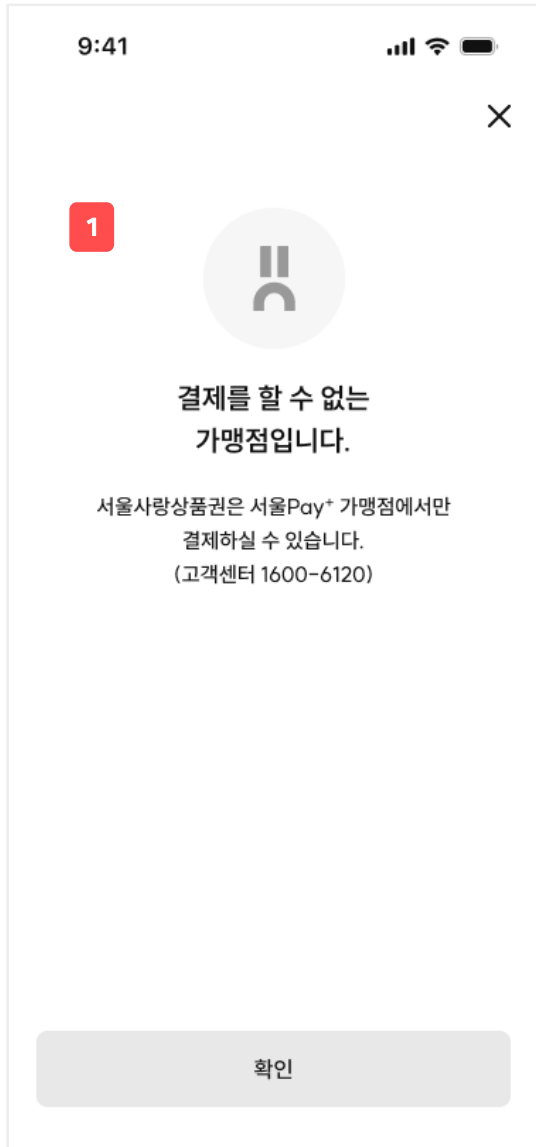 9:41
1
결제를 할 수 없는
가맹점입니다.
서울사랑상품권은 서울Pay⁺ 가맹점에서만
결제하실 수 있습니다.
(고객센터 1600-6120)
확인